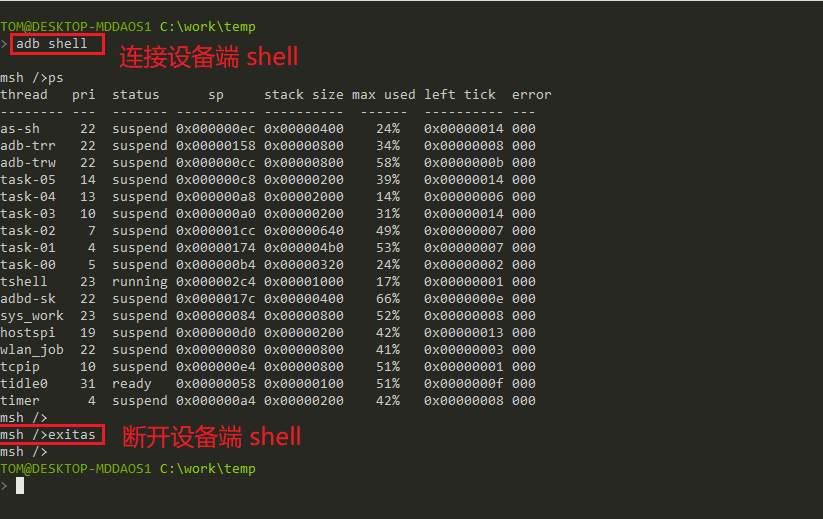 TOM@DESKTOP-MDDAOS1 C:\work\temp
> adb shell
连接设备端 shell
msh />ps
thread   pri  status      sp     stack size max used left tick  error
-------- ---  ------- ---------- ----------  ------  ---------- ---
as-sh     22  suspend 0x000000ec 0x00000400    24%   0x00000014 000
adb-trr   22  suspend 0x00000158 0x00000800    34%   0x00000008 000
adb-trw   22  suspend 0x000000cc 0x00000800    58%   0x0000000b 000
task-05   14  suspend 0x000000c8 0x00000200    39%   0x00000014 000
task-04   13  suspend 0x000000a8 0x00002000    14%   0x00000006 000
task-03   10  suspend 0x000000a0 0x00000200    31%   0x00000014 000
task-02    7  suspend 0x000001cc 0x00000640    49%   0x00000007 000
task-01    4  suspend 0x00000174 0x000004b0    53%   0x00000007 000
task-00    5  suspend 0x000000b4 0x00000320    24%   0x00000002 000
tshell    23  running 0x000002c4 0x00001000    17%   0x00000001 000
adbd-sk   22  suspend 0x0000017c 0x00000400    66%   0x0000000e 000
sys_work  23  suspend 0x00000084 0x00000800    52%   0x00000008 000
hostspi   19  suspend 0x000000d0 0x00000200    42%   0x00000013 000
wlan_job  22  suspend 0x00000080 0x00000800    41%   0x00000003 000
tcpip     10  suspend 0x000000e4 0x00000800    51%   0x00000001 000
tidle0    31  ready   0x00000058 0x00000100    51%   0x0000000f 000
timer      4  suspend 0x000000a4 0x00000200    42%   0x00000008 000
msh />
msh />exitas
断开设备端 shell
msh />
TOM@DESKTOP-MDDAOS1 C:\work\temp
>